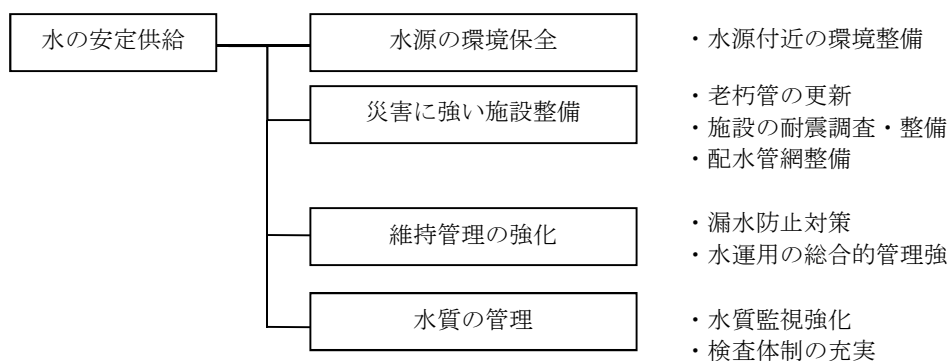 水の安定供給
水源の環境保全
・水源付近の環境整備
災害に強い施設整備
・老朽管の更新
・施設の耐震調査・整備
・配水管網整備
維持管理の強化
・漏水防止対策
・水運用の総合的管理強
水質の管理
・水質監視強化
・検査体制の充実